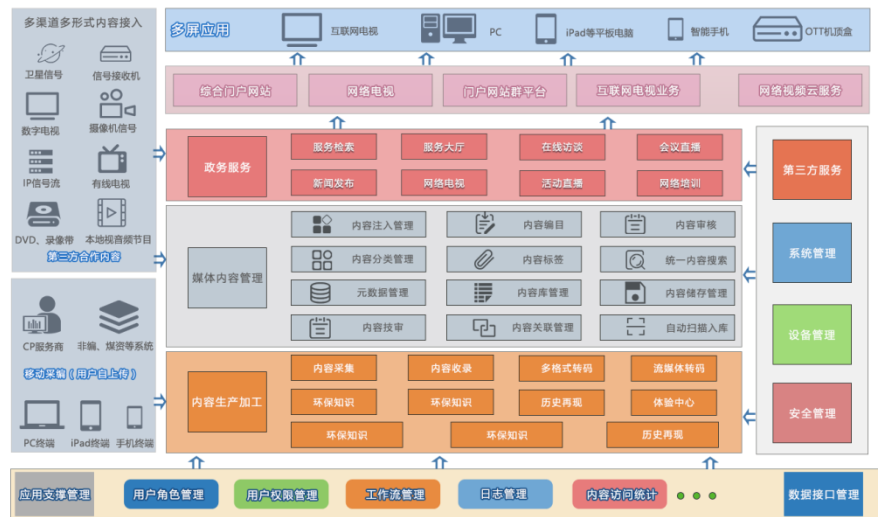 多渠道多形式内容接入
卫星信号
信号接收机
数字电视
摄像机信号
IP信号流
有线电视
DVD、录像带
本地视音频节目
第三方合作内容
CP服务商
非编、媒资等系统
移动采编(用户自上传)
PC终端
iPad终端
手机终端
多屏应用
互联网电视
PC
iPad等平板电脑
智能手机
OTT机顶盒
综合门户网站
网络电视
门户网站群平台
互联网电视业务
网络视频云服务
政务服务
服务检索
服务大厅
在线访谈
会议直播
新闻发布
网络电视
活动直播
网络培训
媒体内容管理
内容注入管理
内容编目
内容审核
内容分类管理
内容标签
统一内容搜索
元数据管理
内容库管理
内容储存管理
内容技审
内容关联管理
自动扫描入库
内容生产加工
内容采集
内容收录
多格式转码
流媒体转码
环保知识
环保知识
历史再现
体验中心
环保知识
环保知识
历史再现
第三方服务
系统管理
设备管理
安全管理
应用支撑管理
用户角色管理
用户权限管理
工作流管理
日志管理
内容访问统计
数据接口管理